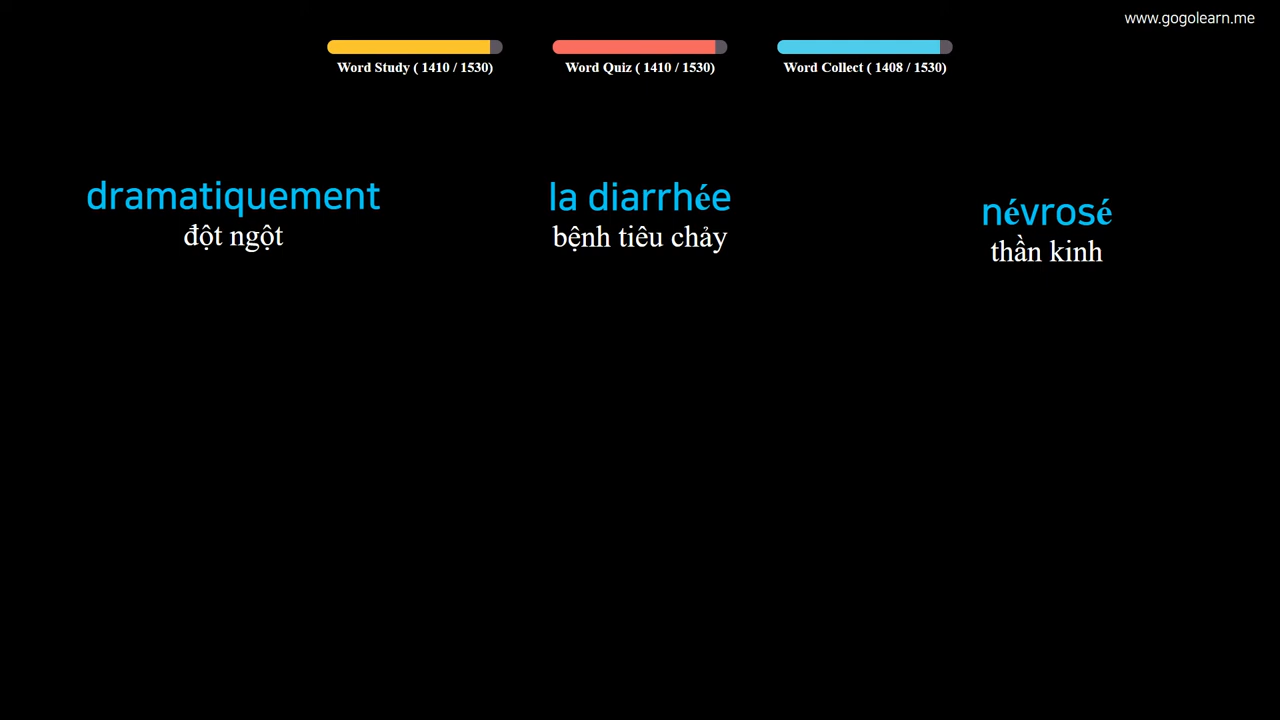 www.gogolearn.me
Word Study ( 1410 / 1530)
Word Quiz ( 1410 / 1530)
Word Collect ( 1408 / 1530)
dramatiquement
đột ngột
la diarrhée
bệnh tiêu chảy
névrosé
thần kinh